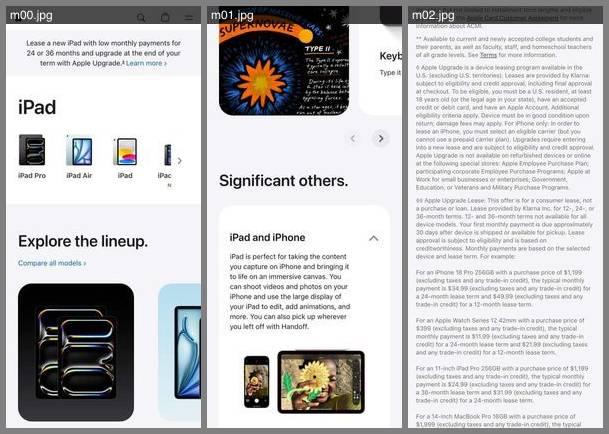 m00.jpg
Lease a new iPad with low monthly payments for
24 or 36 months and upgrade at the end of your
term with Apple Upgrade.
Learn more >
iPad
iPad Pro
iPad Air
iPad
Explore the lineup.
Compare all models >
m01.jpg
SUPERNOVAE
TYPE II
Keyb
Type it
Significant others.
iPad and iPhone
iPad is perfect for taking the content
you capture on iPhone and bringing it
to life on an immersive canvas. You
can shoot videos and photos on your
iPhone and use the large display of
your iPad to edit, add animations, and
more. You can also pick up wherever
you left off with Handoff.
m02.jpg
information about ACMI.
** Available to current and newly accepted college students
and their parents, as well as faculty, staff, and homeschool teachers
of all grade levels. See Terms for more information.
◊ Apple Upgrade is a device leasing program available in the
U.S. (excluding U.S. territories). Leases are provided by Klarna
subject to eligibility and credit approval, including final approval
at checkout. To be eligible, you must be a U.S. resident, at least
18 years old (or the legal age in your state), have an accepted
credit or debit card, and have an Apple Account. Additional
eligibility criteria apply. Device must be in good condition upon
return; damage fees may apply. For iPhone only: In order to
lease an iPhone, you must select an eligible carrier (but you
cannot use a prepaid carrier plan). Upgrades require entering
into a new lease and are subject to eligibility and credit approval.
Apple Upgrade is not available on refurbished devices or online
at the following special stores: Apple Employee Purchase Plan;
participating corporate Employee Purchase Programs; Apple at
Work for small businesses or enterprises; Government,
Education, or Veterans and Military Purchase Programs.
Apple Upgrade Lease: This offer is for a consumer lease, not
a purchase or loan. Lease provided by Klarna Inc. for 12-, 24-, or
36-month terms. 12- and 36-month terms not available for all
device models. Your first monthly payment is due approximately
30 days after device is shipped or available for pickup. Lease
approval is subject to eligibility and is based on
creditworthiness. Monthly payments are based on the selected
device and lease term. For example:
For an iPhone 18 Pro 256GB with a purchase price of $1,199
(excluding taxes and any trade-in credit), the typical monthly
payment is $34.99 (excluding taxes and any trade-in credit) for
a 24-month lease term and $49.99 (excluding taxes and any
trade-in credit) for a 12-month lease term.
For an Apple Watch Series 12 42mm with a purchase price of
$399 (excluding taxes and any trade-in credit), the typical
monthly payment is $11.99 (excluding taxes and any trade-in
credit) for a 24-month lease term and $21.99 (excluding taxes
and any trade-in credit) for a 12-month lease term.
For an 11-inch iPad Pro 256GB with a purchase price of $1,199
(excluding taxes and any trade-in credit), the typical monthly
payment is $24.99 (excluding taxes and any trade-in credit) for
a 36-month lease term and $31.99 (excluding taxes and any
trade-in credit) for a 24-month lease term.
For a 14-inch MacBook Pro 16GB with a purchase price of
$1,999 (excluding taxes and any trade-in credit), the typical